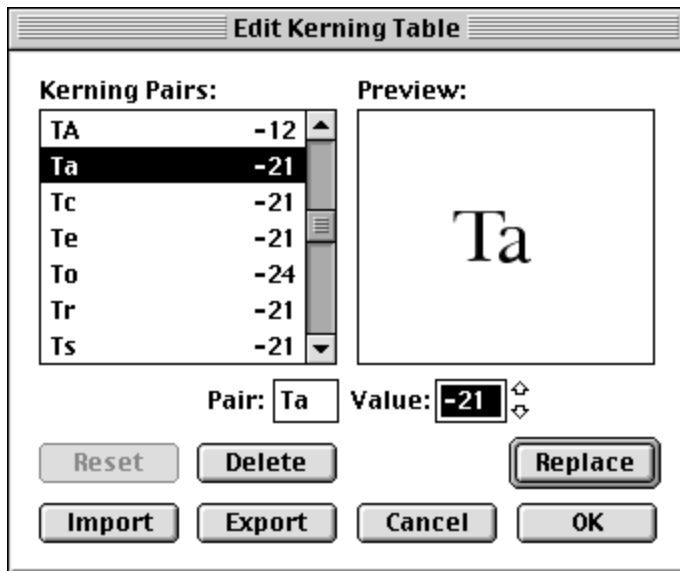 Edit Kerning Table
Kerning Pairs:
TA -12
Ta -21
Tc -21
Te -21
To -24
Tr -21
Ts -21
Preview:
Ta
Pair: Ta Value: -21
Reset Delete Replace
Import Export Cancel OK